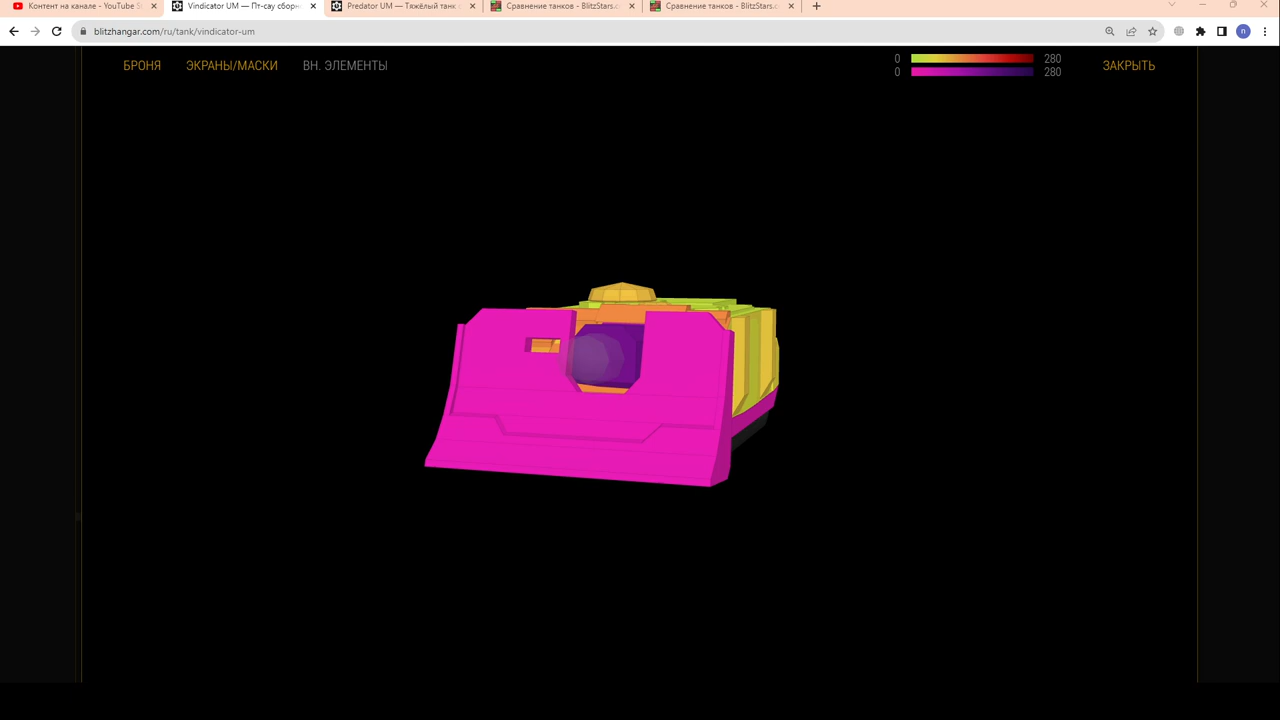 Контент на канале - YouTube S
Vindicator UM — Пт-сау сборн
Predator UM — Тяжёлый танк с
Сравнение танков - BlitzStars.c
Сравнение танков - BlitzStars.c
blitzhangar.com/ru/tank/vindicator-um
п
БРОНЯ ЭКРАНЫ/МАСКИ ВН. ЭЛЕМЕНТЫ
0 280
0 280
ЗАКРЫТЬ